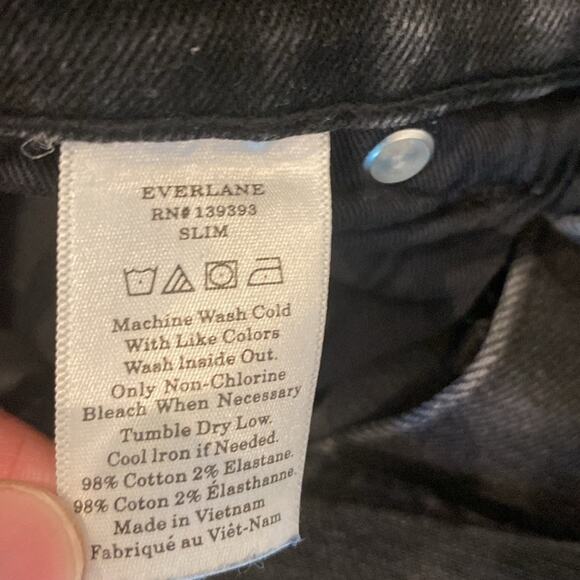 EVERLANE
RN# 139393
SLIM
Machine Wash Cold
With Like Colors
Wash Inside Out.
Only Non-Chlorine
Bleach When Necessary
Tumble Dry Low.
Cool Iron if Needed.
98% Cotton 2% Elastane.
98% Coton 2% Élasthanne.
Made in Vietnam
Fabriqué au Viêt-Nam